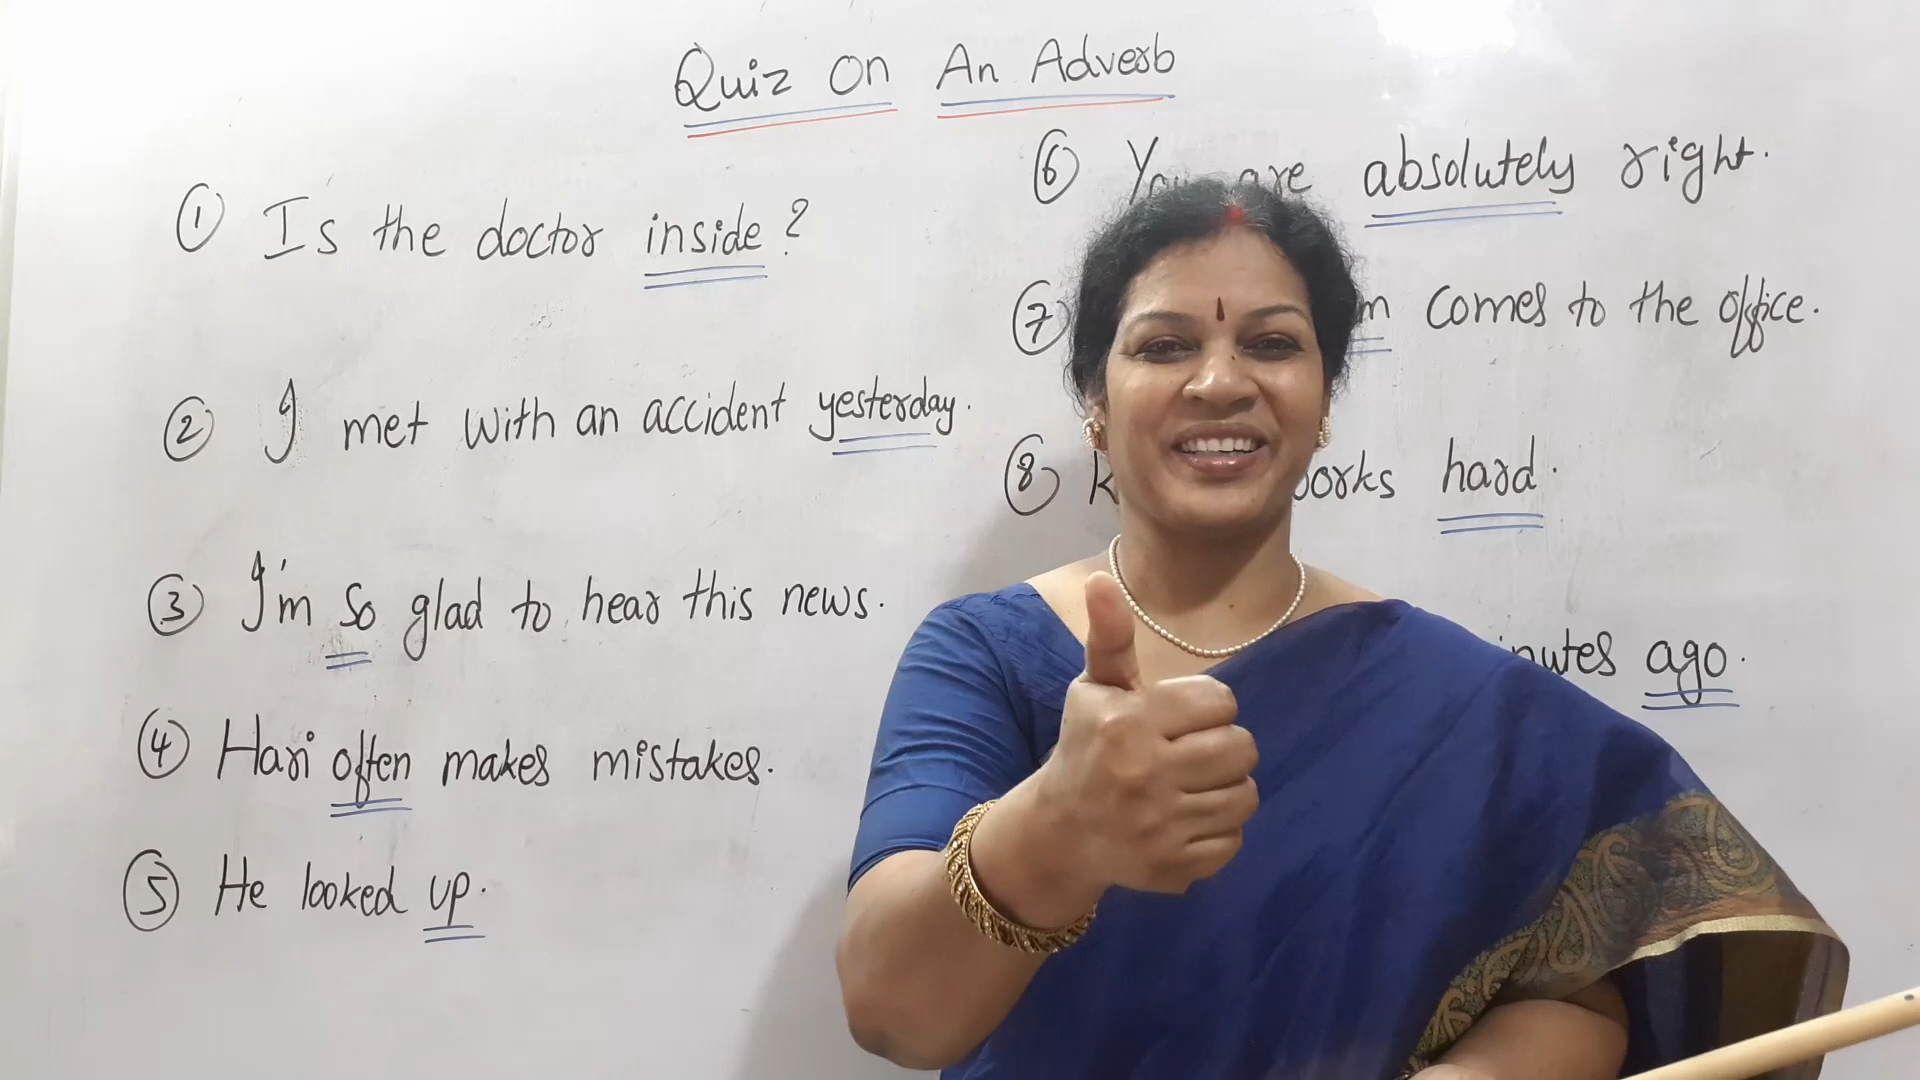 Quiz On An Adverb
① Is the doctor inside?
② I met with an accident yesterday.
③ I'm so glad to hear this news.
④ Hari often makes mistakes.
⑤ He looked up.
⑥ You are absolutely right.
⑦ comes to the office.
⑧ hard.
ago.